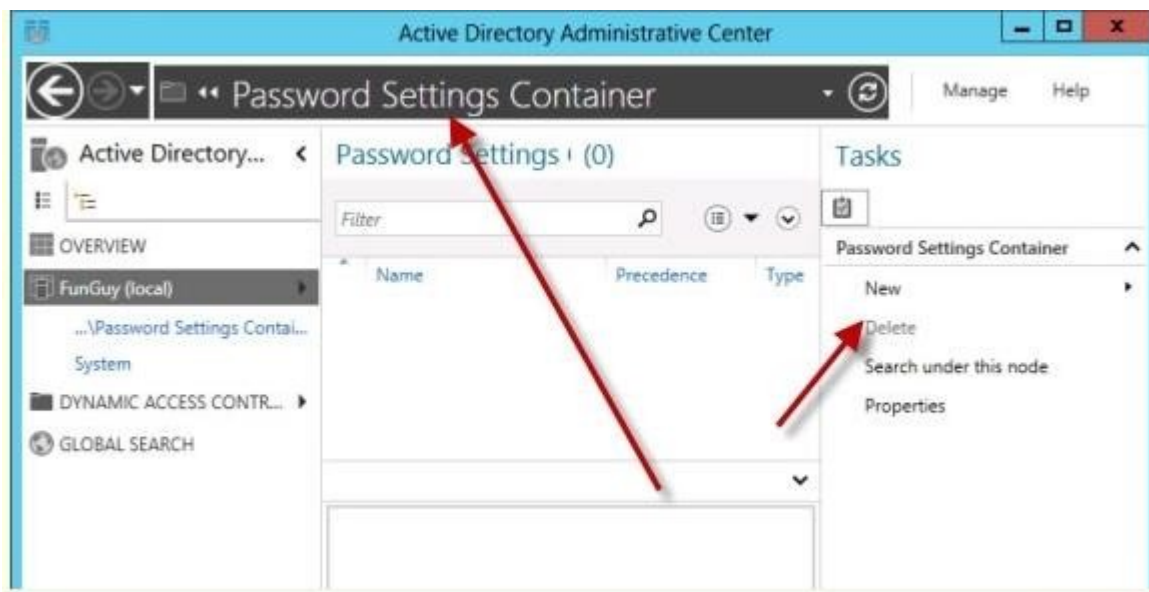 Active Directory Administrative Center
Password Settings Container
Manage Help
Active Directory...
OVERVIEW
FunGuy (local)
...\Password Settings Contai...
System
DYNAMIC ACCESS CONTR...
GLOBAL SEARCH
Password Settings (0)
Filter
Name Precedence Type
Tasks
Password Settings Container
New
Delete
Search under this node
Properties